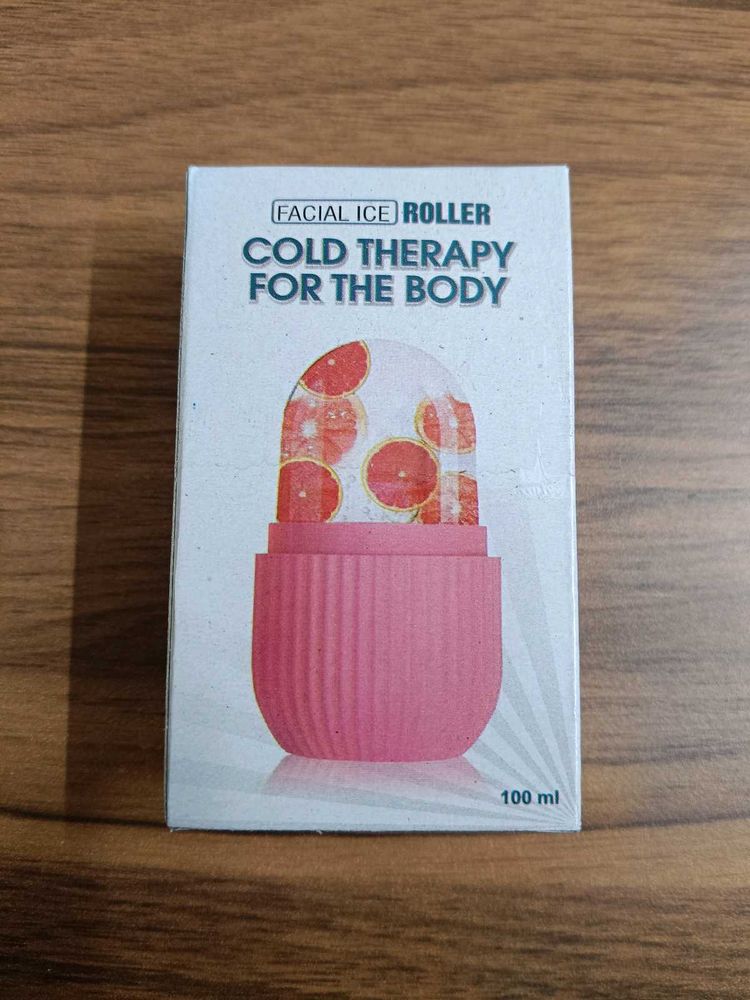 FACIAL ICE ROLLER
COLD THERAPY
FOR THE BODY
100 ml